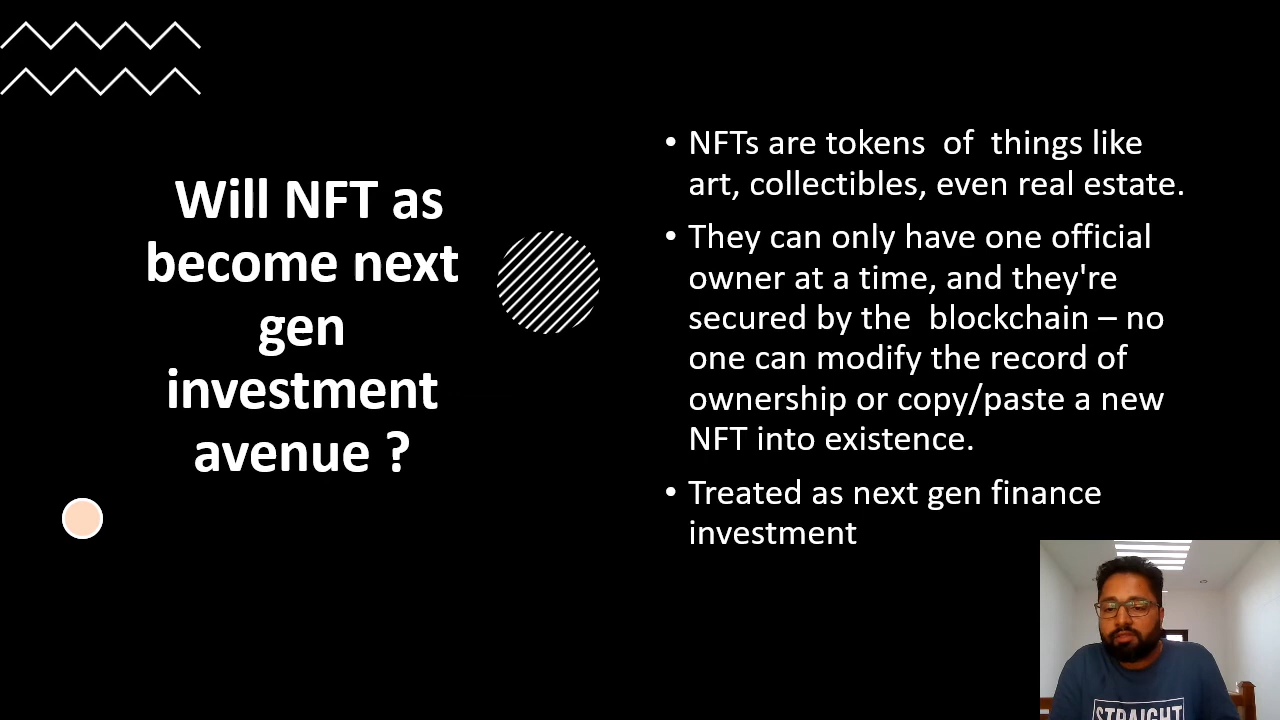 Will NFT as
become next
gen
investment
avenue ?
• NFTs are tokens  of  things like
art, collectibles, even real estate.
• They can only have one official
owner at a time, and they're
secured by the  blockchain – no
one can modify the record of
ownership or copy/paste a new
NFT into existence.
• Treated as next gen finance
investment
STRAIGHT